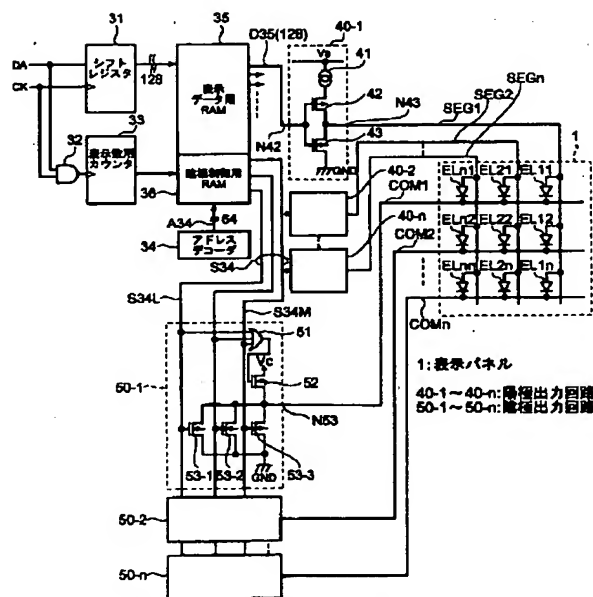 31
35
D35(128)
40-1
DA
CK
シフト
レジスタ
128
表示
データ用
RAM
Vs
41
42
43
N42
N43
GND
SEG1
SEG2
SEGn
1
32
33
表示数用
カウンタ
36
陰極制御用
RAM
A34
64
34
アドレス
デコーダ
S34
40-2
40-n
COM1
COM2
COMn
ELn1
EL21
EL11
ELn2
EL22
EL12
ELnn
EL2n
EL1n
S34L
S34M
50-1
51
Vc
52
N53
53-1
53-2
53-3
GND
50-2
50-n
1:表示パネル
40-1~40-n:陽極出力回路
50-1~50-n:陰極出力回路